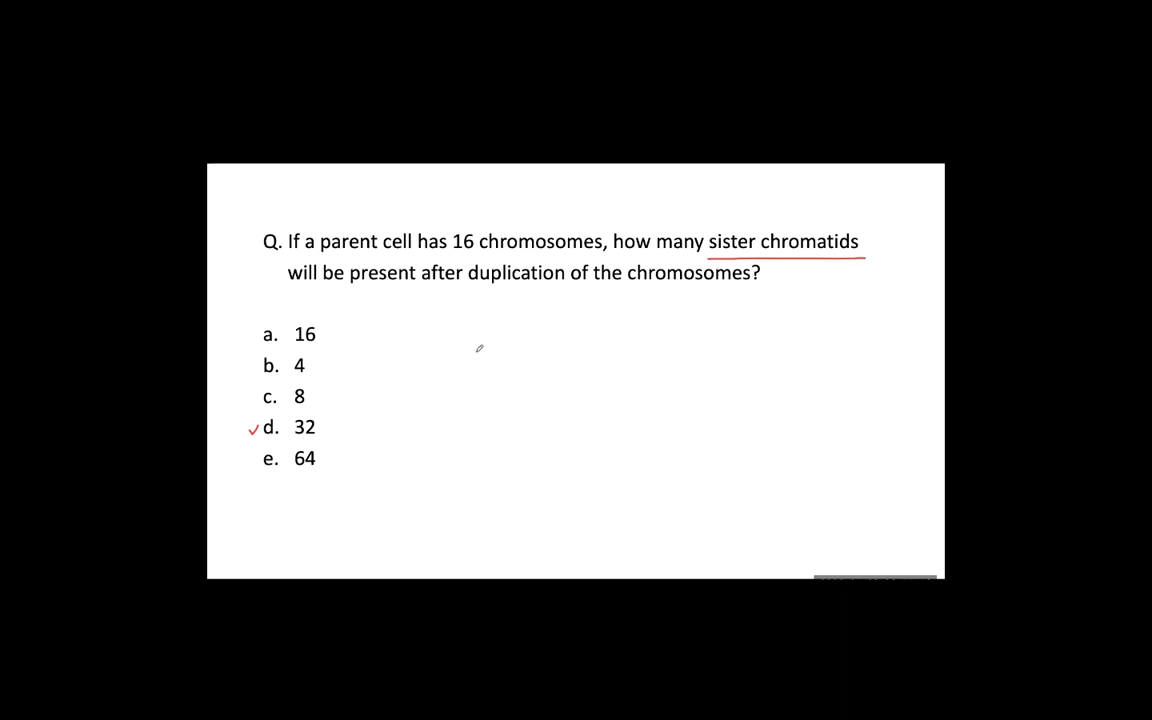 Q. If a parent cell has 16 chromosomes, how many sister chromatids
will be present after duplication of the chromosomes?
a. 16
b. 4
c. 8
d. 32
e. 64